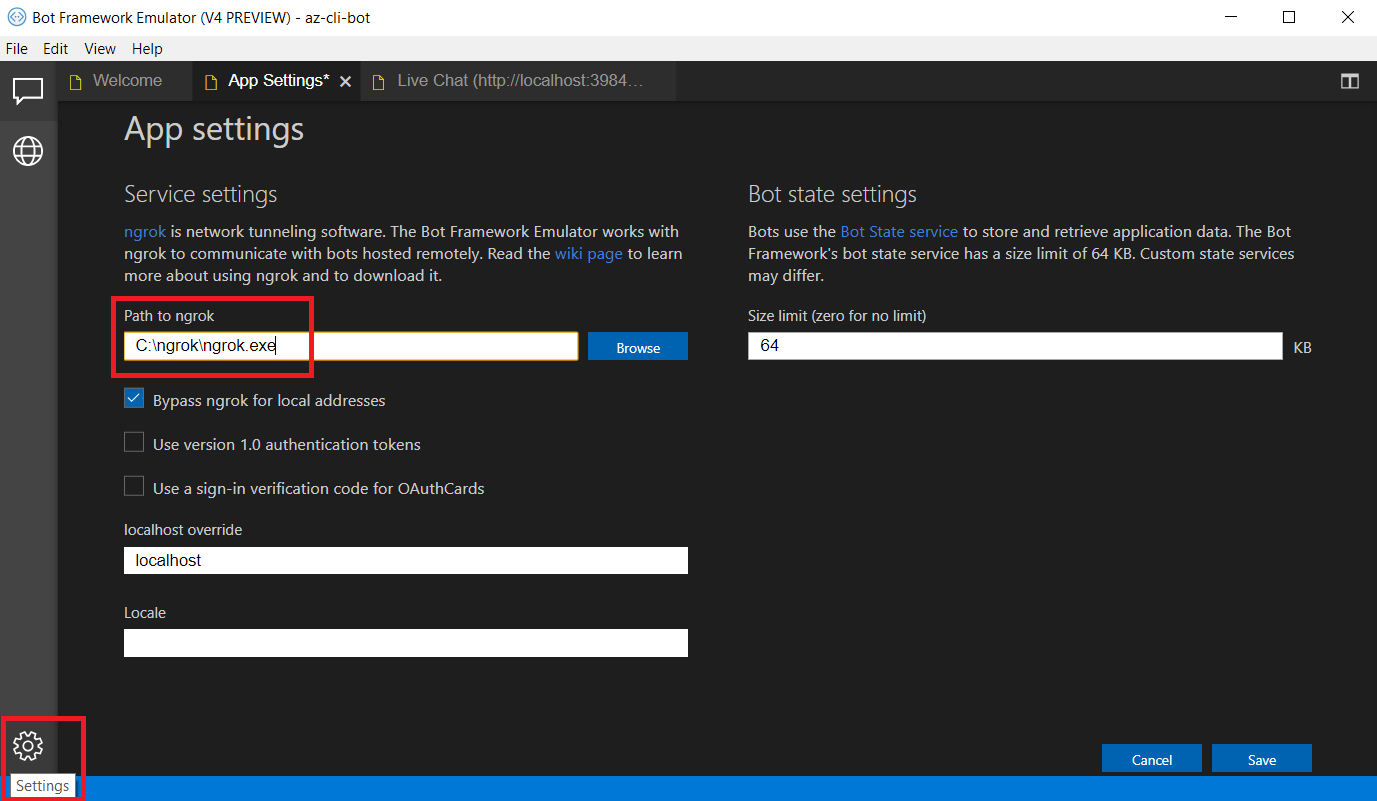 Bot Framework Emulator (V4 PREVIEW) - az-cli-bot
File Edit View Help
Welcome
App Settings*
Live Chat (http://localhost:3984...
App settings
Service settings
ngrok is network tunneling software. The Bot Framework Emulator works with
ngrok to communicate with bots hosted remotely. Read the wiki page to learn
more about using ngrok and to download it.
Path to ngrok
C:\ngrok\ngrok.exe
Browse
Bypass ngrok for local addresses
Use version 1.0 authentication tokens
Use a sign-in verification code for OAuthCards
localhost override
localhost
Locale
Bot state settings
Bots use the Bot State service to store and retrieve application data. The Bot
Framework's bot state service has a size limit of 64 KB. Custom state services
may differ.
Size limit (zero for no limit)
64
KB
Cancel
Save
Settings